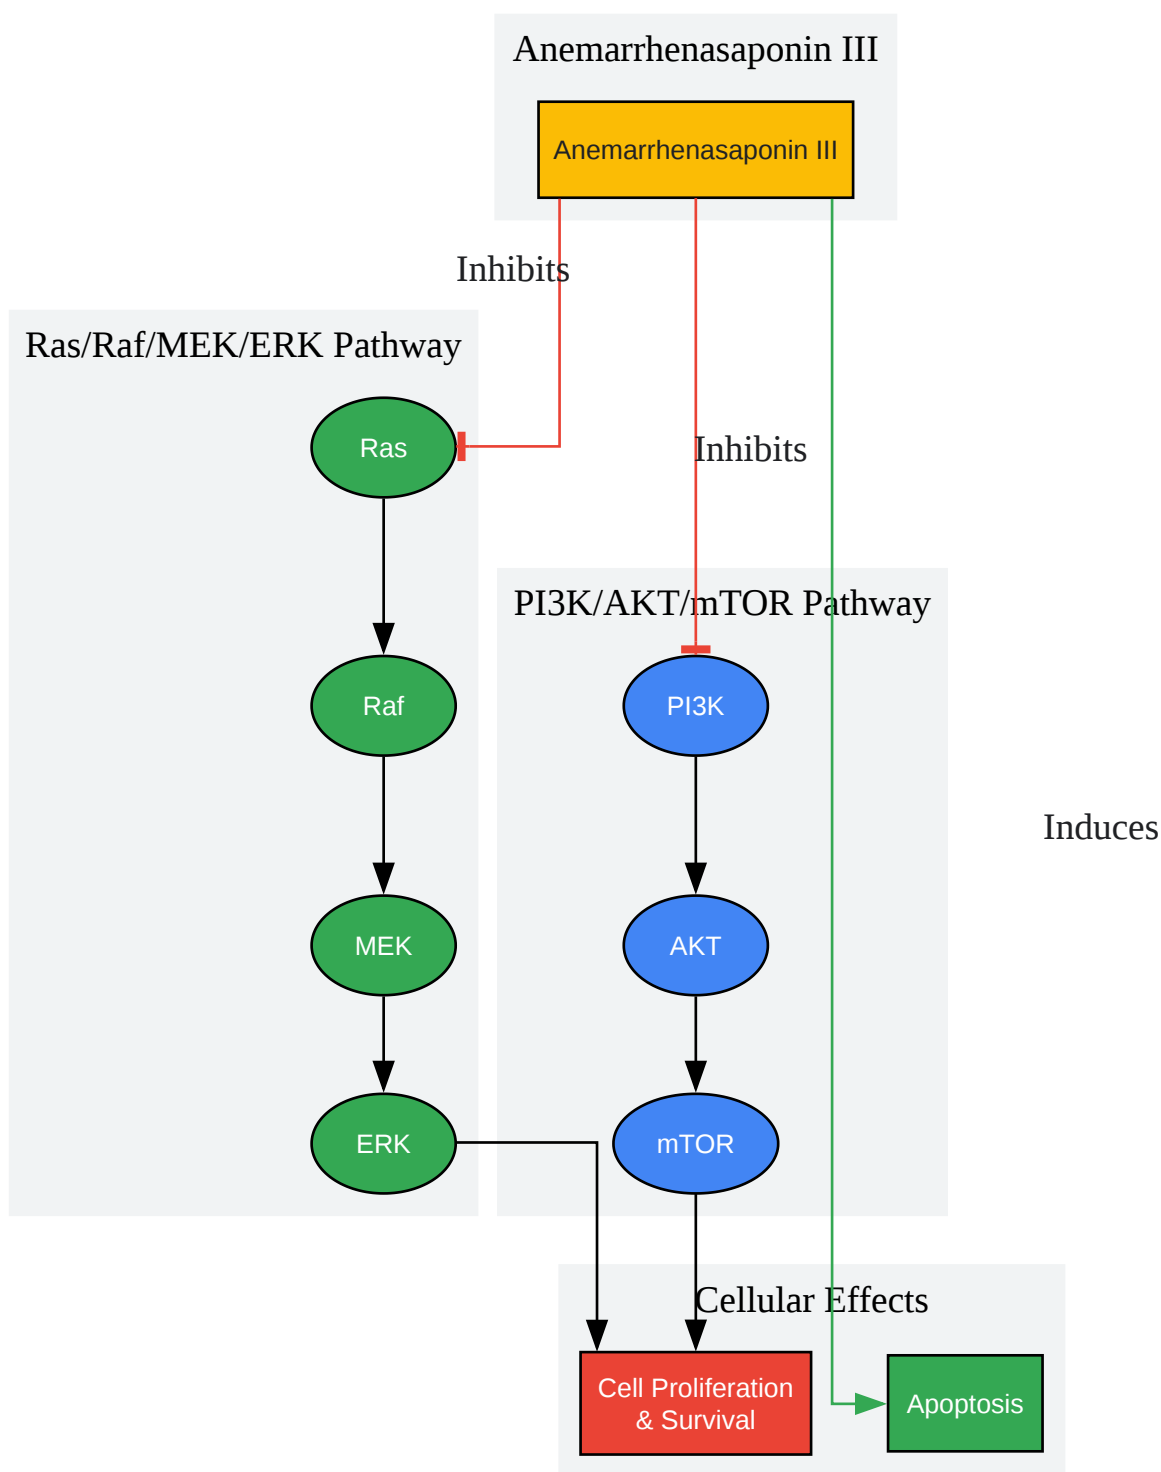 Anemarrhenasaponin III
Anemarrhenasaponin III
Inhibits
Ras/Raf/MEK/ERK Pathway
Ras
Inhibits
PI3K/AKT/mTOR Pathway
Raf
PI3K
Induces
MEK
AKT
ERK
mTOR
Cellular Effects
Cell Proliferation
& Survival
Apoptosis